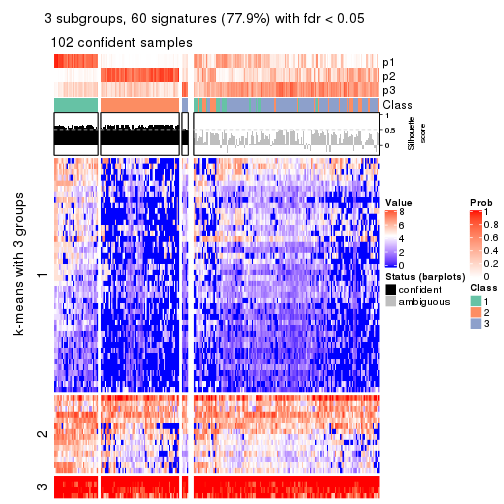 3 subgroups, 60 signatures (77.9%) with fdr < 0.05
102 confident samples
p1
p2
p3
Class
1
0.5
0
Silhouette
score
k-means with 3 groups
1
2
3
Value
8
6
4
2
0
Status (barplots)
confident
ambiguous
Prob
1
0.8
0.6
0.4
0.2
0
Class
1
2
3